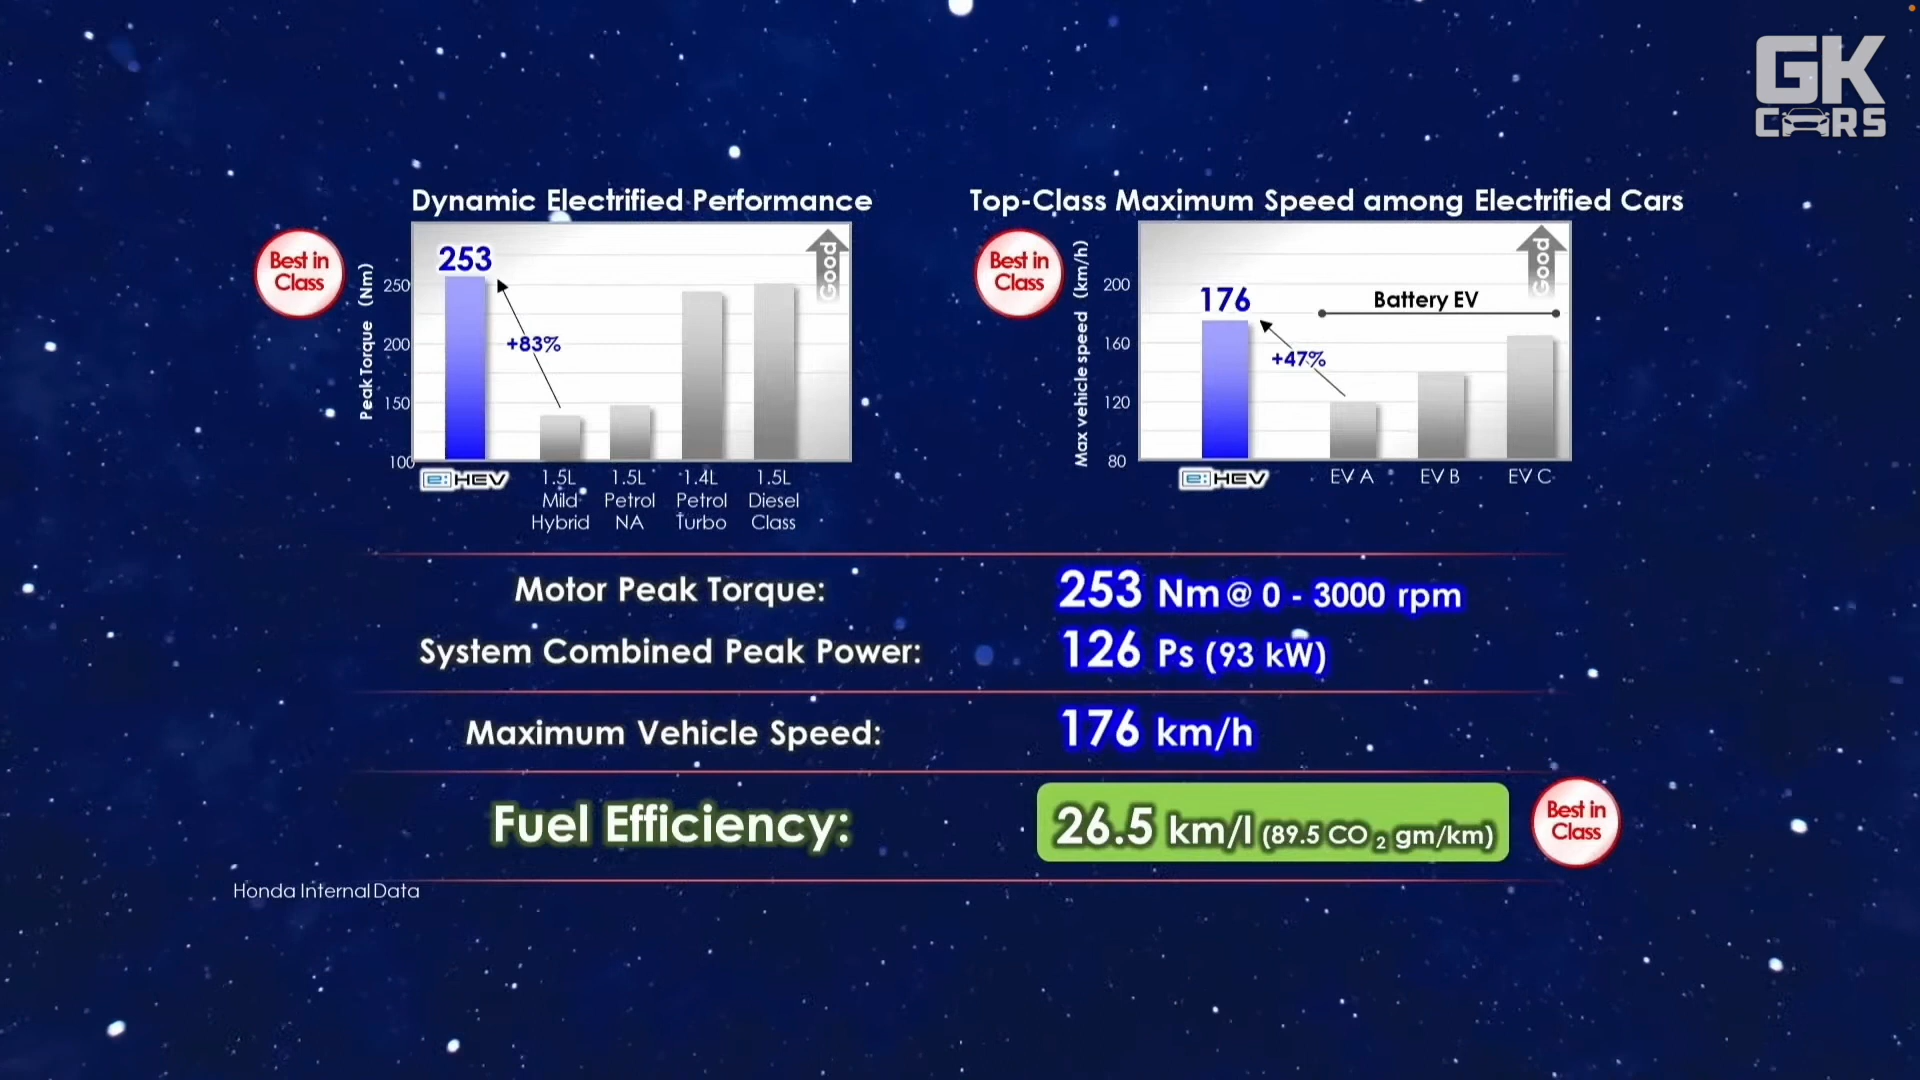 GK
CARS
Dynamic Electrified Performance
Best in
Class
Peak Torque (Nm)
250
200
150
100
253
+83%
Good
e:HEV
1.5L
Mild
Hybrid
1.5L
Petrol
NA
1.4L
Petrol
Turbo
1.5L
Diesel
Class
Top-Class Maximum Speed among Electrified Cars
Best in
Class
Max vehicle speed (km/h)
200
160
120
80
176
+47%
Battery EV
Good
e:HEV
EV A
EV B
EV C
Motor Peak Torque: 253 Nm @ 0 - 3000 rpm
System Combined Peak Power: 126 Ps (93 kW)
Maximum Vehicle Speed: 176 km/h
Fuel Efficiency: 26.5 km/l (89.5 CO 2 gm/km)
Best in
Class
Honda Internal Data